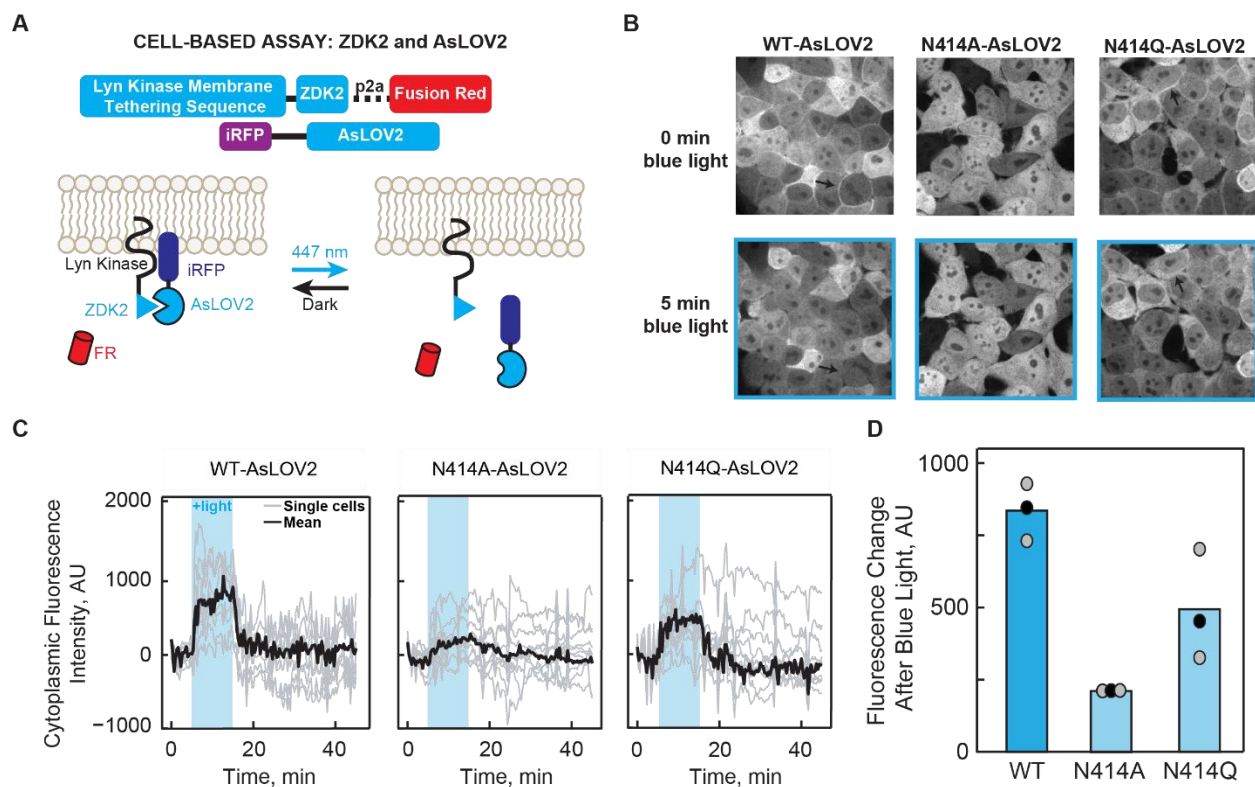 A
CELL-BASED ASSAY: ZDK2 and AsLOV2
Lyn Kinase Membrane
Tethering Sequence
ZDK2
p2a
Fusion Red
iRFP
AsLOV2
Lyn Kinase
iRFP
ZDK2
AsLOV2
FR
447 nm
Dark
B
WT-AsLOV2
N414A-AsLOV2
N414Q-AsLOV2
0 min
blue light
5 min
blue light
C
WT-AsLOV2
N414A-AsLOV2
N414Q-AsLOV2
+light
Single cells
Mean
Cytoplasmic Fluorescence
Intensity, AU
2000
1000
0
−1000
0 20 40
0 20 40
0 20 40
Time, min
Time, min
Time, min
D
Fluorescence Change
After Blue Light, AU
1000
500
0
WT
N414A
N414Q